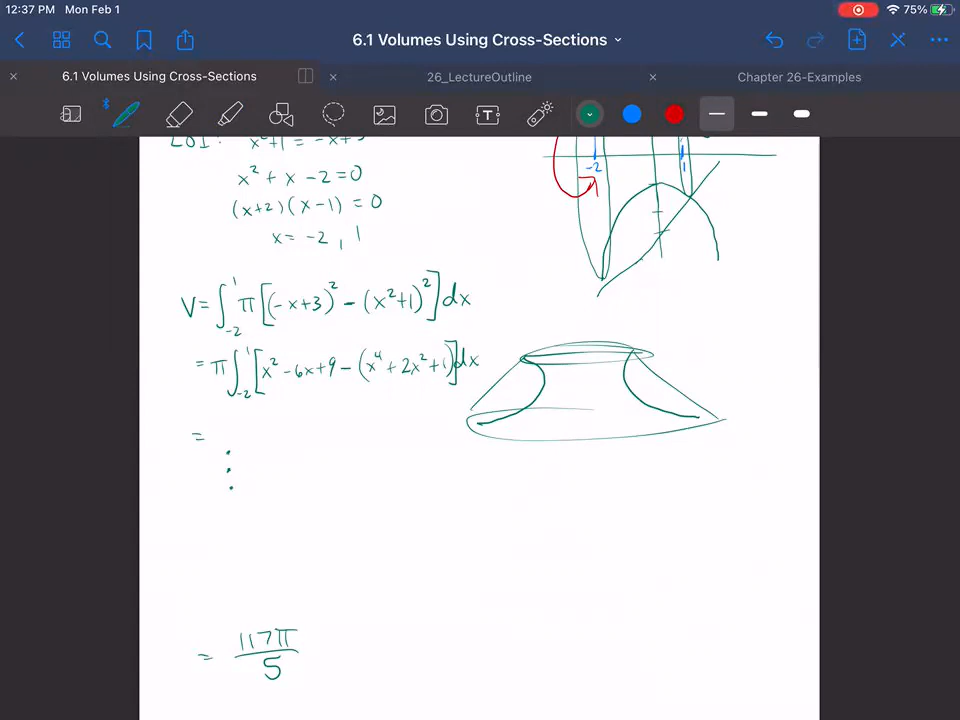 12:37 PM Mon Feb 1
75%
6.1 Volumes Using Cross-Sections
6.1 Volumes Using Cross-Sections
26_LectureOutline
Chapter 26-Examples
x² + x - 2 = 0
(x+2)(x-1) = 0
x = -2, 1
-2
1
V = ∫₋₂¹ π[(-x+3)² - (x²+1)²]dx
= π∫₋₂¹ [x² - 6x + 9 - (x⁴ + 2x² + 1)]dx
=
⋮
= 117π/5